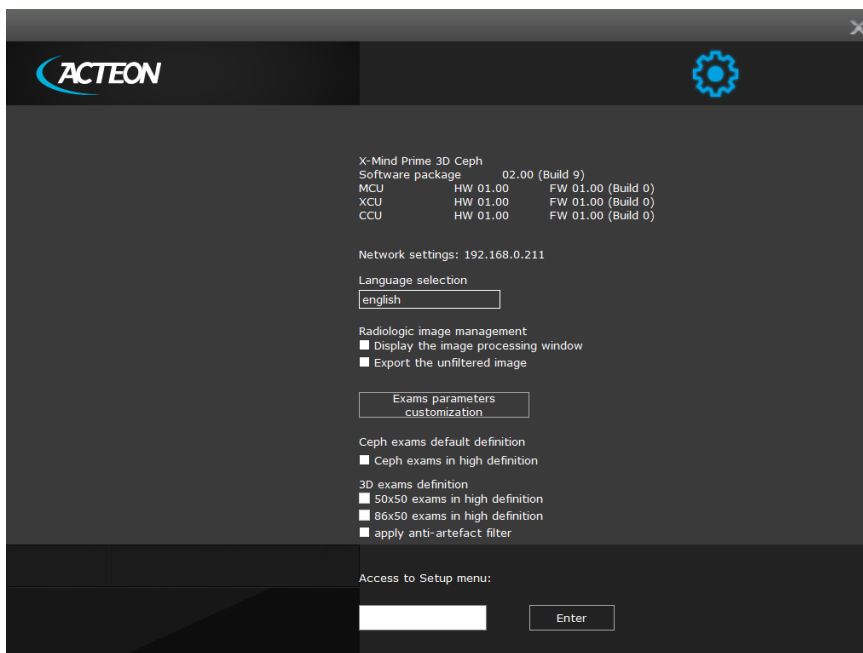 ACTEON
X-Mind Prime 3D Ceph
Software package 02.00 (Build 9)
MCU HW 01.00 FW 01.00 (Build 0)
XCU HW 01.00 FW 01.00 (Build 0)
CCU HW 01.00 FW 01.00 (Build 0)
Network settings: 192.168.0.211
Language selection
english
Radiologic image management
Display the image processing window
Export the unfiltered image
Exams parameters
customization
Ceph exams default definition
Ceph exams in high definition
3D exams definition
50x50 exams in high definition
86x50 exams in high definition
apply anti-artefact filter
Access to Setup menu:
Enter